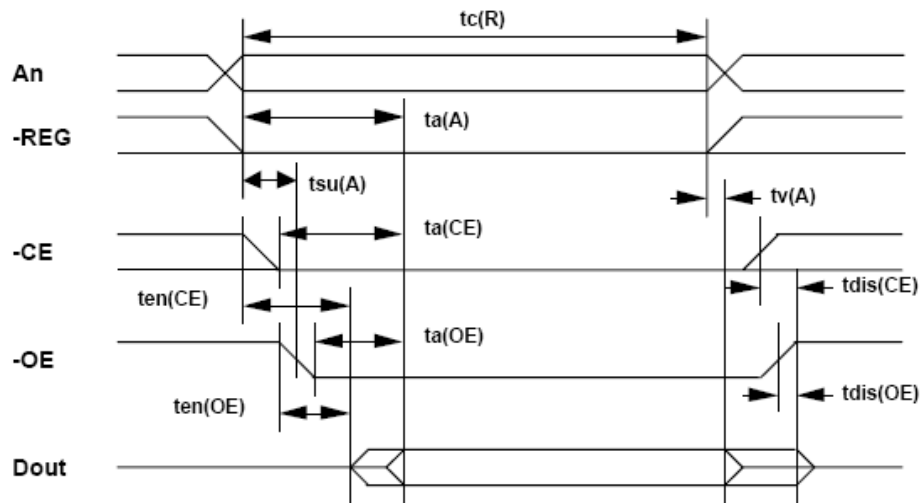 tc(R)
An
ta(A)
-REG
tsu(A)
tv(A)
ta(CE)
-CE
ten(CE)
tdis(CE)
ta(OE)
-OE
tdis(OE)
ten(OE)
Dout